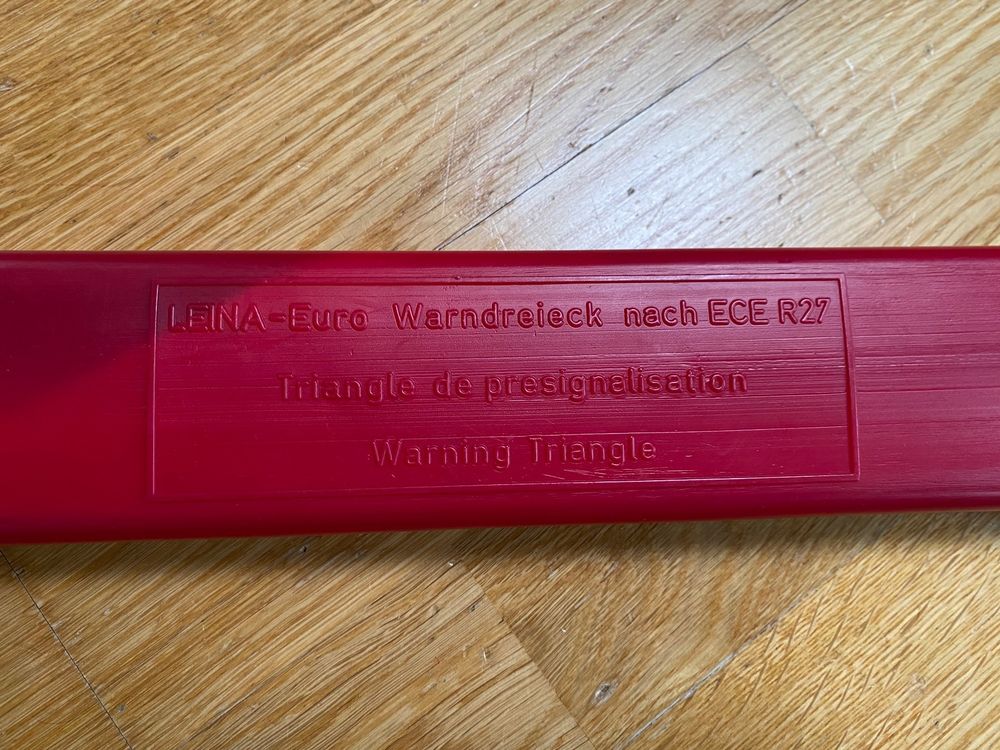 LEINA-Euro Warndreieck nach ECE R27
Triangle de presignalisation
Warning Triangle